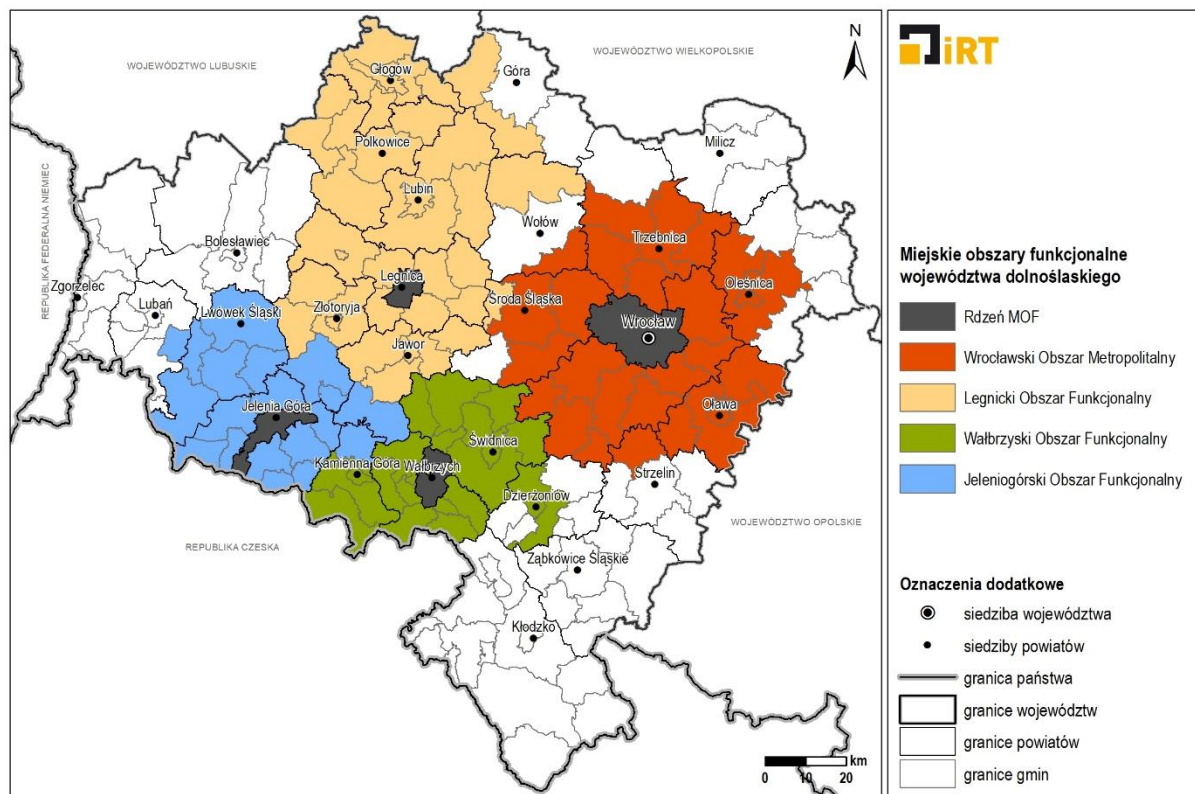 WOJEWÓDZTWO LUBUSKIE
WOJEWÓDZTWO WIELKOPOLSKIE
N
Głogów
Góra
Polkowice
Milicz
Lubin
REPUBLIKA FEDERALNA NIEMIEC
Wołów
Trzebnica
Bolesławiec
Zgorzelec
Legnica
Oleśnica
Lubań
Lwówek Śląski
Złotoryja
Środa Śląska
Wrocław
Jawor
Jelenia Góra
Oława
Świdnica
Kamienna Góra
Wałbrzych
Strzelin
Dzierżoniów
WOJEWÓDZTWO OPOLSKIE
REPUBLIKA CZESKA
Ząbkowice Śląskie
Kłodzko
km
0 10 20
iRT
Miejskie obszary funkcjonalne
województwa dolnośląskiego
Rdzeń MOF
Wrocławski Obszar Metropolitalny
Legnicki Obszar Funkcjonalny
Wałbrzyski Obszar Funkcjonalny
Jeleniogórski Obszar Funkcjonalny
Oznaczenia dodatkowe
siedziba województwa
siedziby powiatów
granica państwa
granice województw
granice powiatów
granice gmin